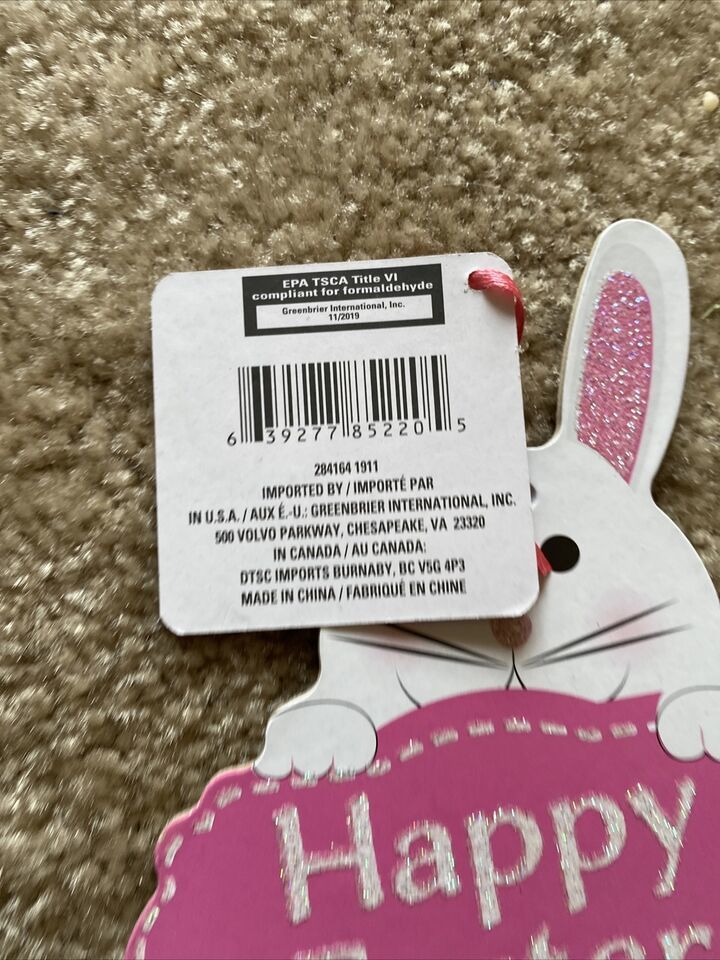 EPA TSCA Title VI
compliant for formaldehyde
Greenbrier International, Inc.
11/2019
6 39277 85220 5
284164 1911
IMPORTED BY / IMPORTÉ PAR
IN U.S.A. / AUX É.-U.: GREENBRIER INTERNATIONAL, INC.
500 VOLVO PARKWAY, CHESAPEAKE, VA 23320
IN CANADA / AU CANADA:
DTSC IMPORTS BURNABY, BC V5G 4P3
MADE IN CHINA / FABRIQUÉ EN CHINE
Happy
Easter